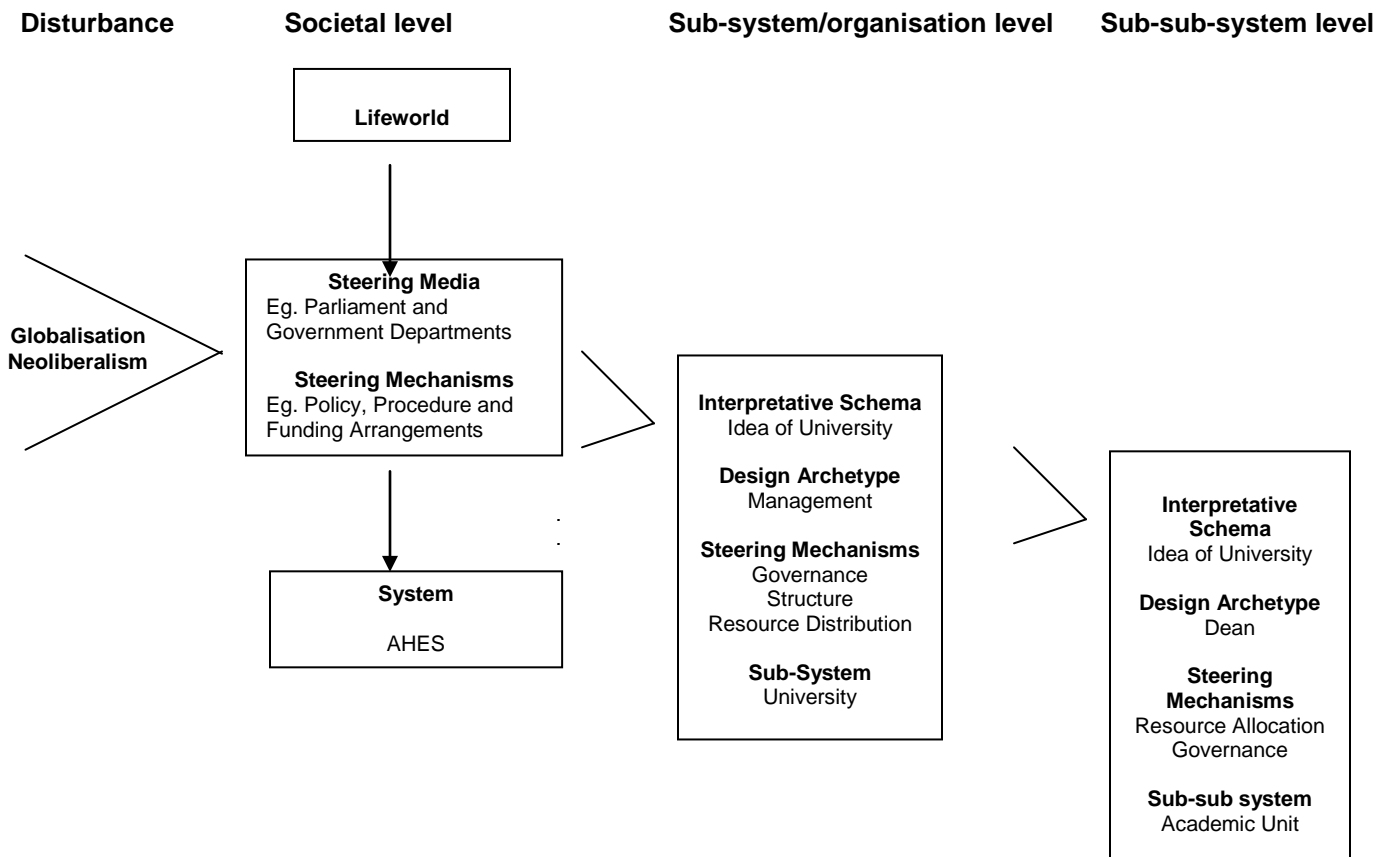 Disturbance
Societal level
Sub-system/organisation level
Sub-sub-system level
Lifeworld
Globalisation
Neoliberalism
Steering Media
Eg. Parliament and
Government Departments
Steering Mechanisms
Eg. Policy, Procedure and
Funding Arrangements
System
AHES
Interpretative Schema
Idea of University
Design Archetype
Management
Steering Mechanisms
Governance
Structure
Resource Distribution
Sub-System
University
Interpretative
Schema
Idea of University
Design Archetype
Dean
Steering
Mechanisms
Resource Allocation
Governance
Sub-sub system
Academic Unit